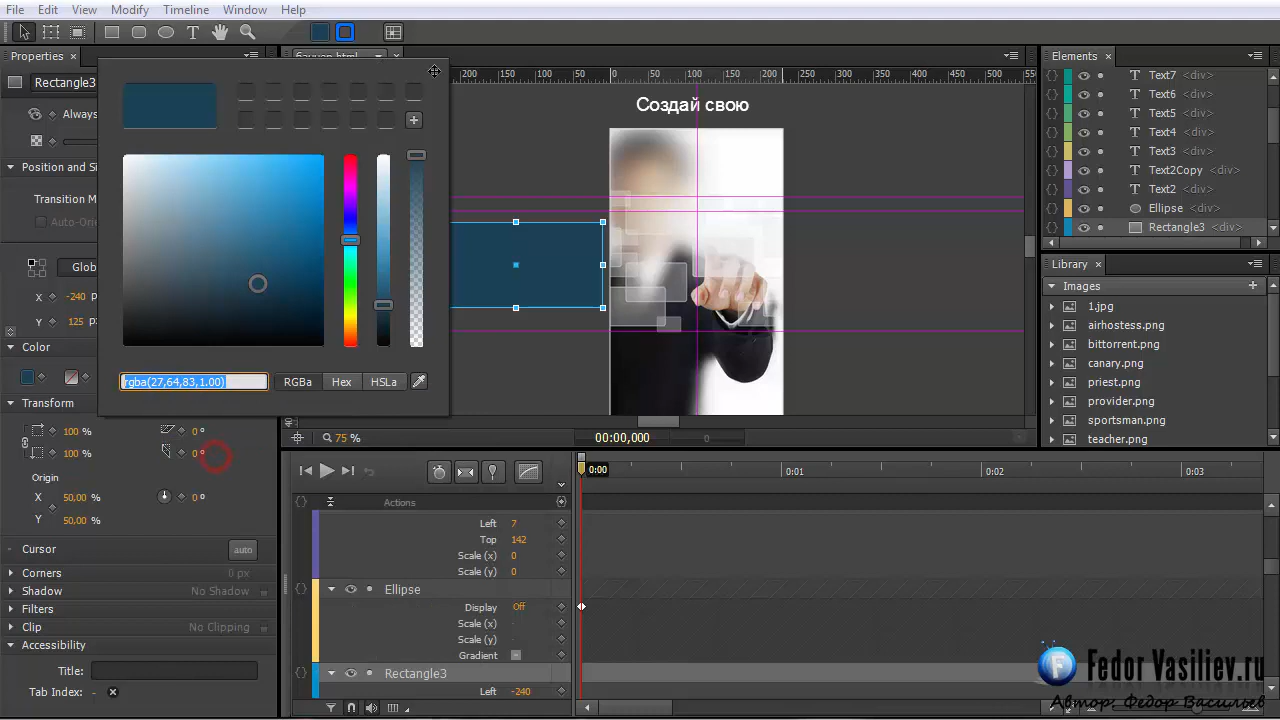 File Edit View Modify Timeline Window Help
Properties ×
Rectangle3
Always
Position and Si
Transition M
Auto-Or
Glob
X -240 p
Y 125 px
Color
rgba(27,64,83,1.00)
RGBa Hex HSLa
Transform
100 % 0 º
100 % 0 º
Origin
X 50,00 % 0 º
Y 50,00 %
Cursor auto
Corners 0 px
Shadow No Shadow
Filters
Clip No Clipping
Accessibility
Title:
Tab Index: -
200 150 100 50 0 50 100 150 200 250 300 350 400 450 500
Создай свою
75 % 00:00,000 0
0:00 0:01 0:02 0:03
Actions
Left 7
Top 142
Scale (x) 0
Scale (y) 0
Ellipse
Display Off
Scale (x) -
Scale (y) -
Gradient
Rectangle3
Left -240
Elements ×
Text7 <div>
Text6 <div>
Text5 <div>
Text4 <div>
Text3 <div>
Text2Copy <div>
Text2 <div>
Ellipse <div>
Rectangle3 <div>
Library ×
Images +
1.jpg
airhostess.png
bittorrent.png
canary.png
priest.png
provider.png
sportsman.png
teacher.png
Fedor Vasiliev.ru
Автор: Федор Васильев